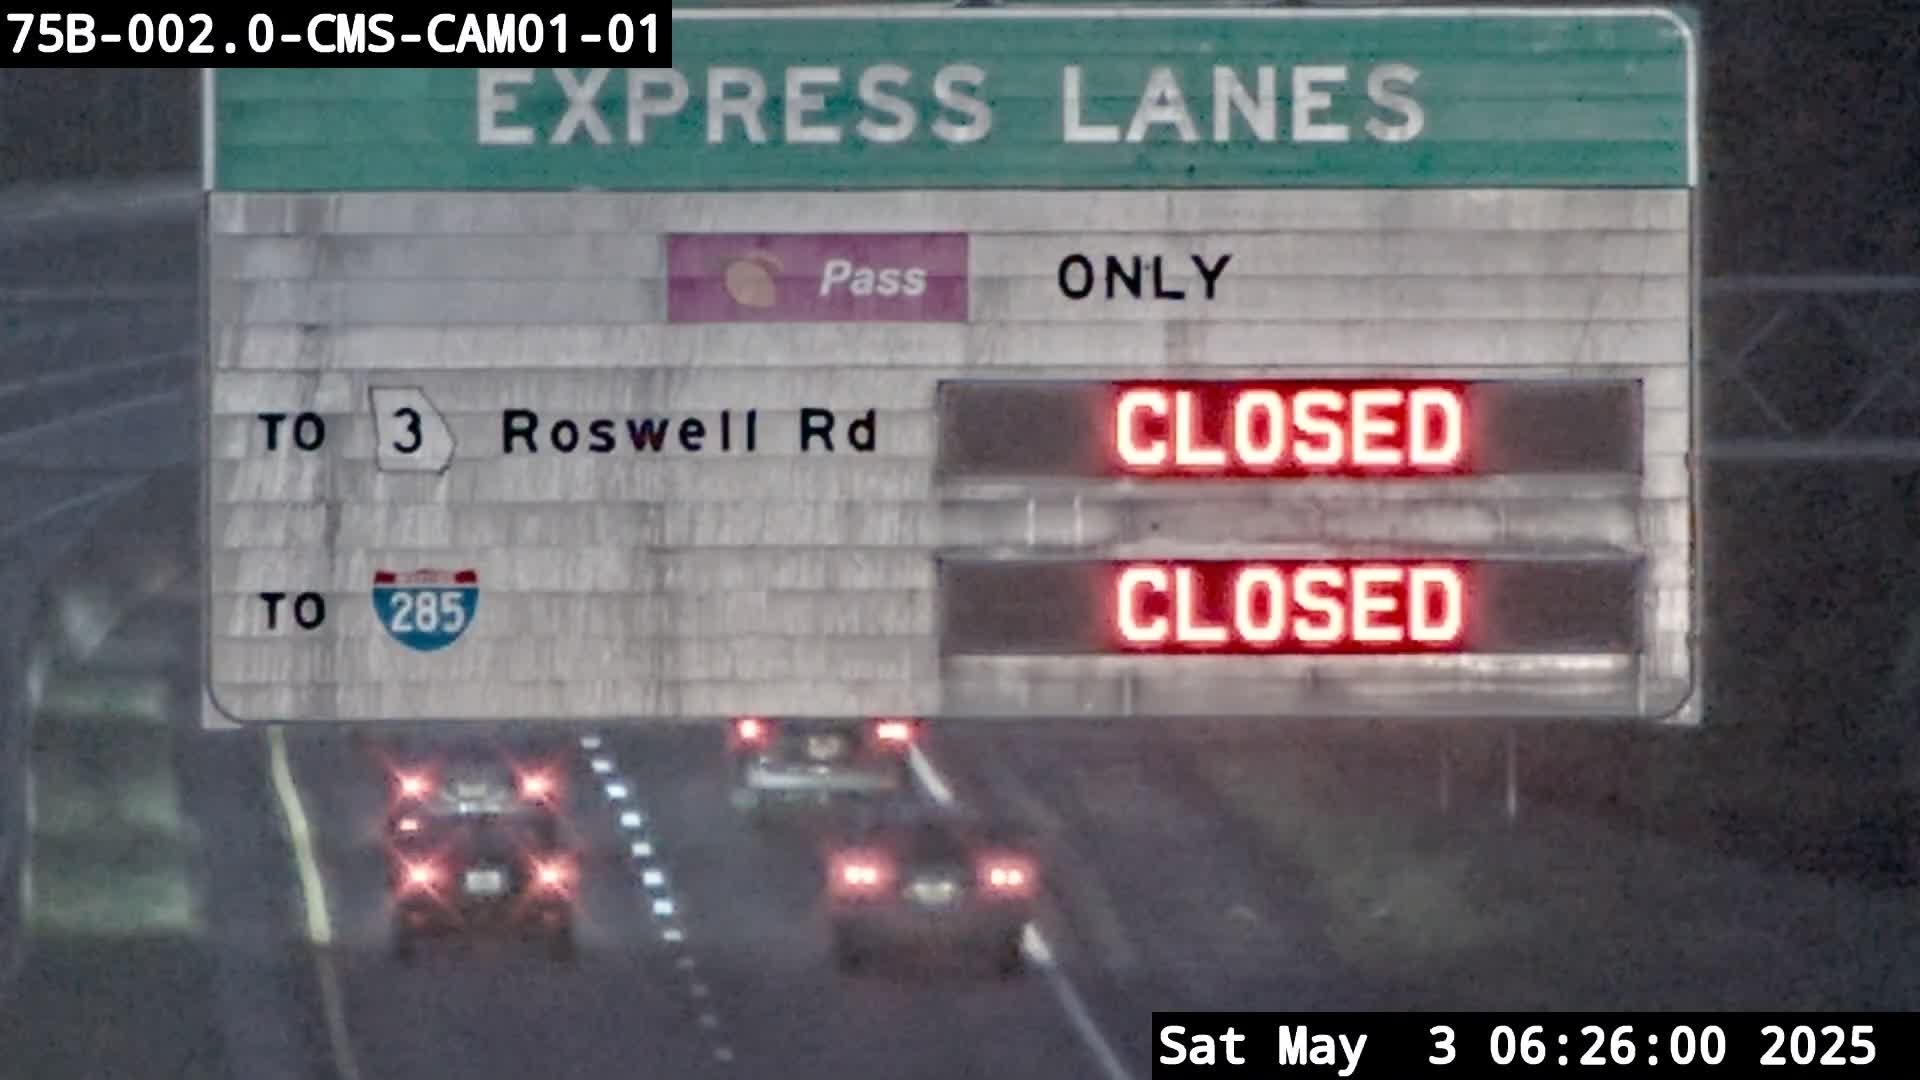 75B-002.0-CMS-CAM01-01
EXPRESS LANES
Pass ONLY
TO 3 Roswell Rd CLOSED
TO 285 CLOSED
Sat May 3 06:26:00 2025